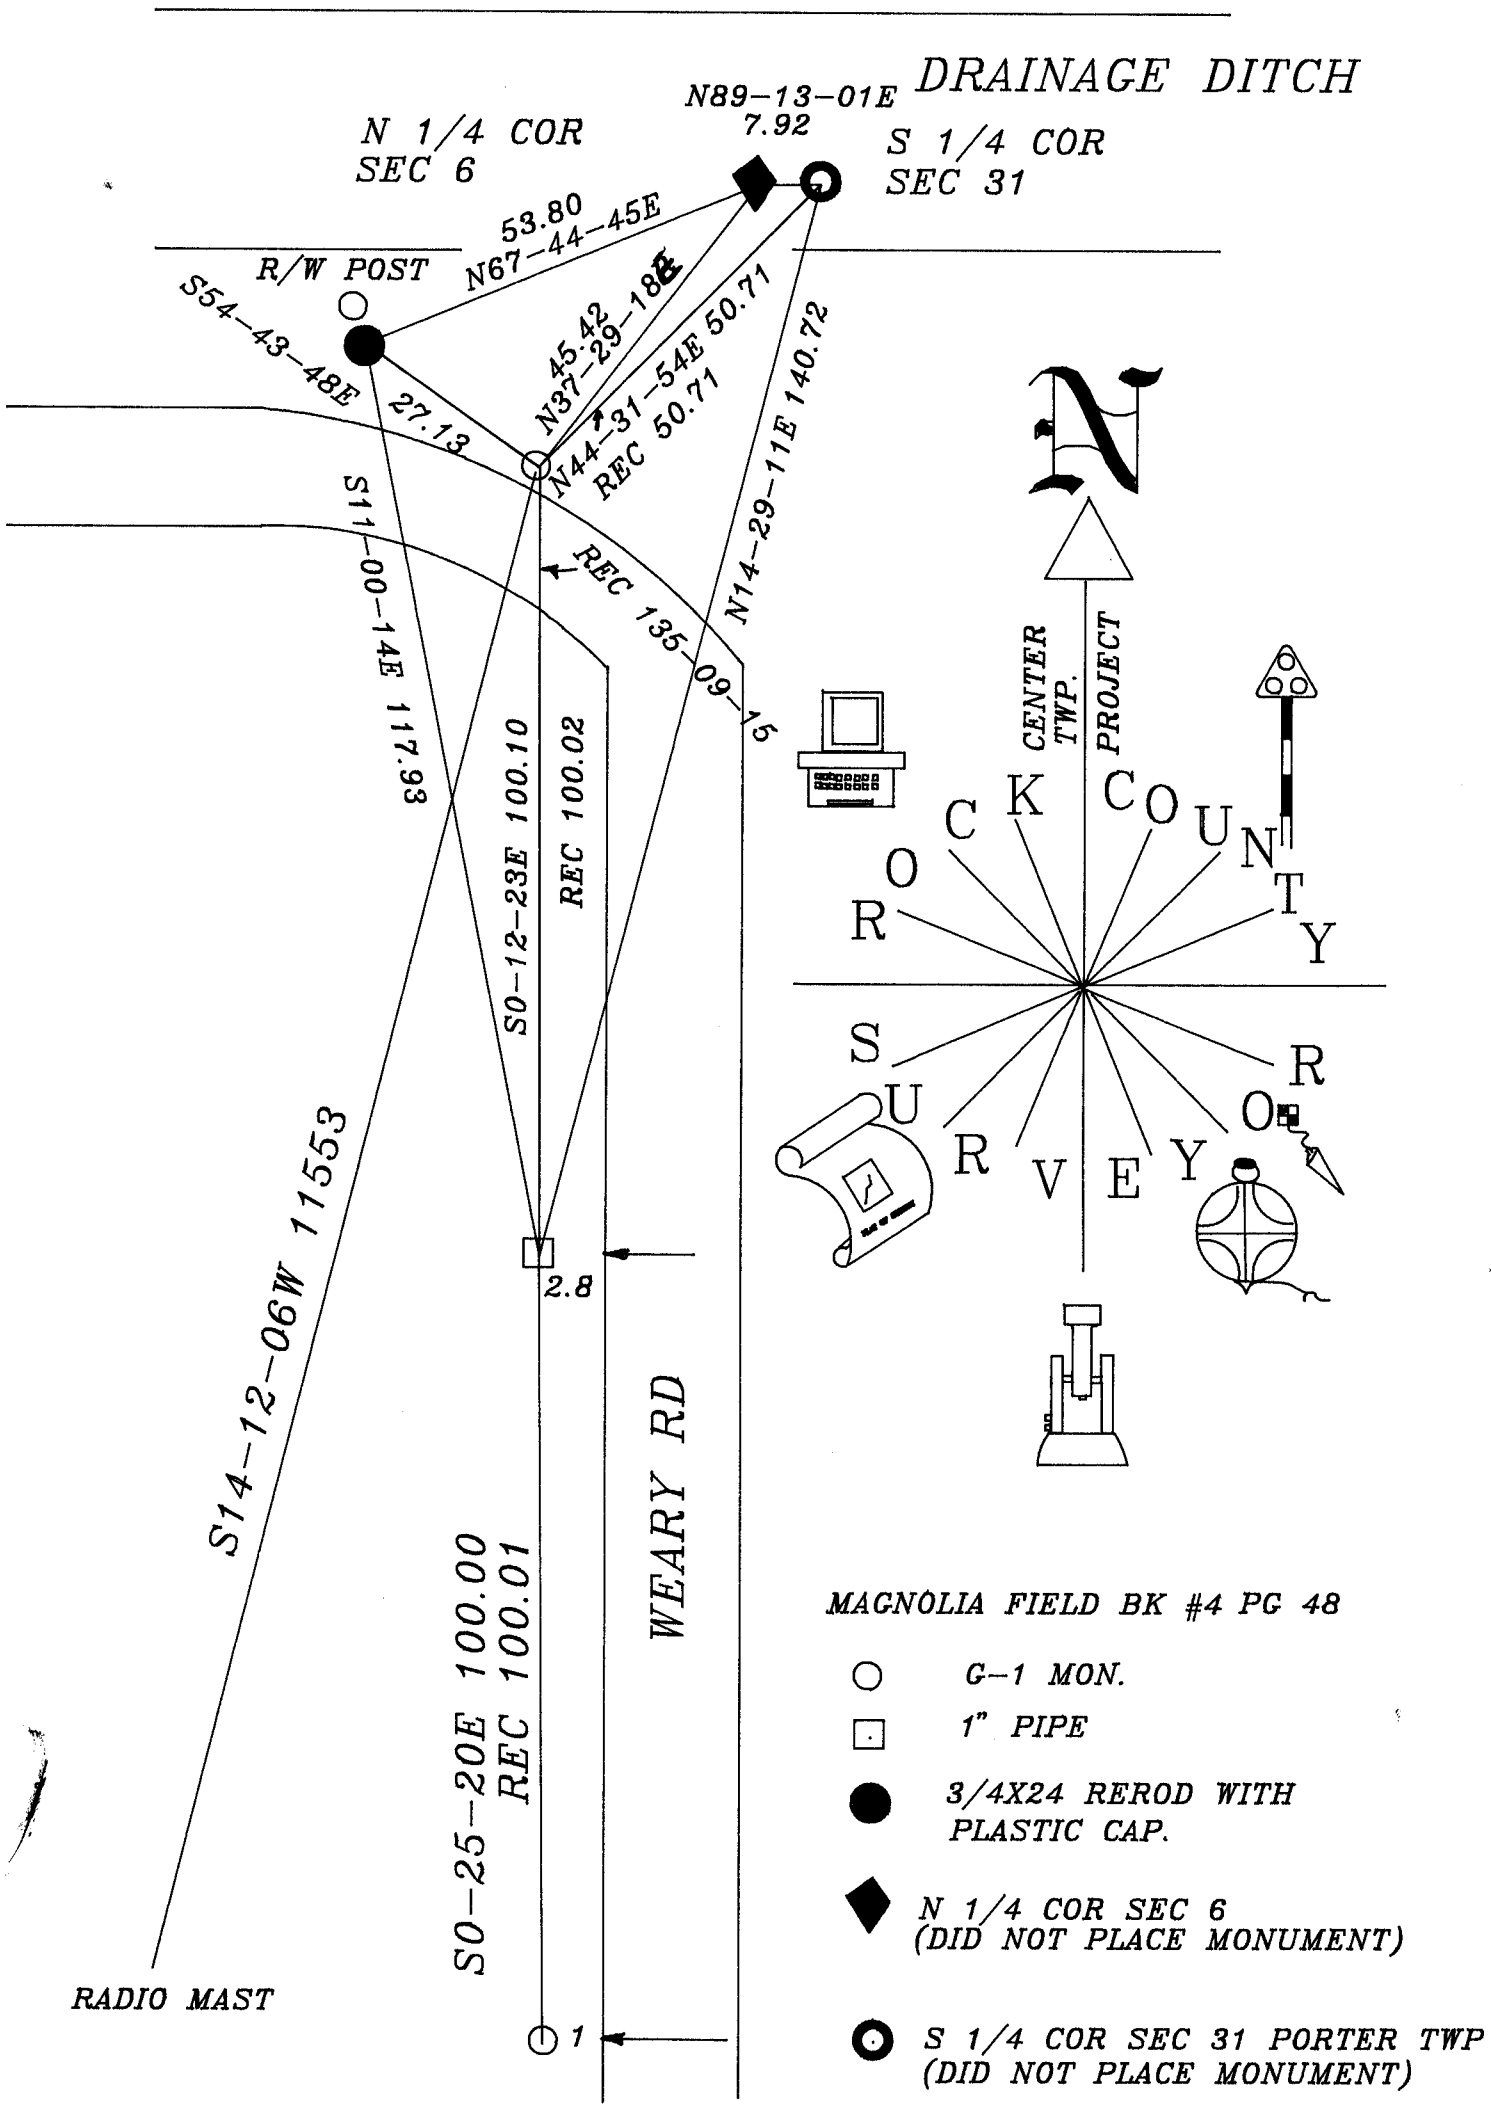 DRAINAGE DITCH
N89-13-01E
7.92
N 1/4 COR
SEC 6
S 1/4 COR
SEC 31
53.80
N67-44-45E
R/W POST
S54-43-48E
27.13
45.42
N37-29-18
N44-31-54E 50.71
REC 50.71
N14-29-11E 140.72
S11-00-14E 117.93
REC 135-09-15
S0-12-23E 100.10
REC 100.02
N
CENTER
TWP.
PROJECT
ROCK COUNTY
SURVEYOR
S14-12-06W 11553
2.8
WEARY RD
S0-25-20E 100.00
REC 100.01
RADIO MAST
1
MAGNOLIA FIELD BK #4 PG 48
G-1 MON.
1" PIPE
3/4X24 REROD WITH
PLASTIC CAP.
N 1/4 COR SEC 6
(DID NOT PLACE MONUMENT)
S 1/4 COR SEC 31 PORTER TWP
(DID NOT PLACE MONUMENT)